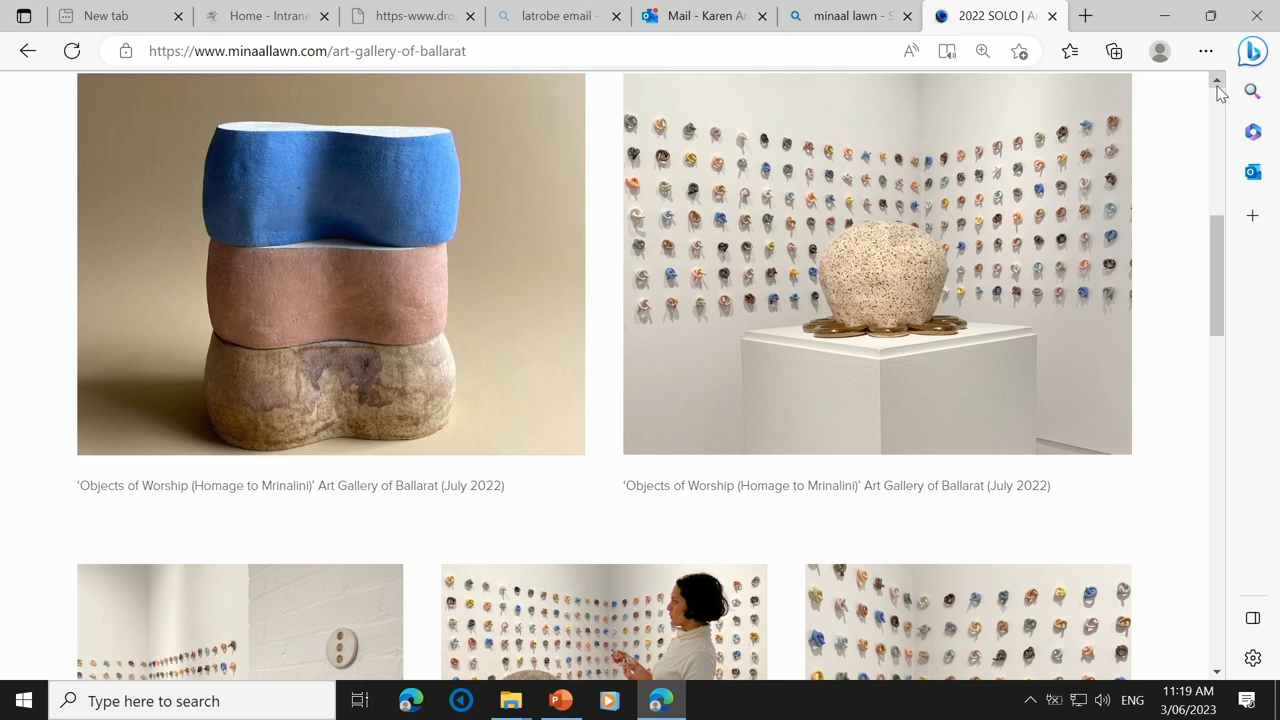 New tab
Home - Intrane
https-www.dro
latrobe email -
Mail - Karen An
minaal lawn - S
2022 SOLO | Ar
https://www.minaallawn.com/art-gallery-of-ballarat
'Objects of Worship (Homage to Mrinalini)' Art Gallery of Ballarat (July 2022)
'Objects of Worship (Homage to Mrinalini)' Art Gallery of Ballarat (July 2022)
Type here to search
ENG
11:19 AM
3/06/2023